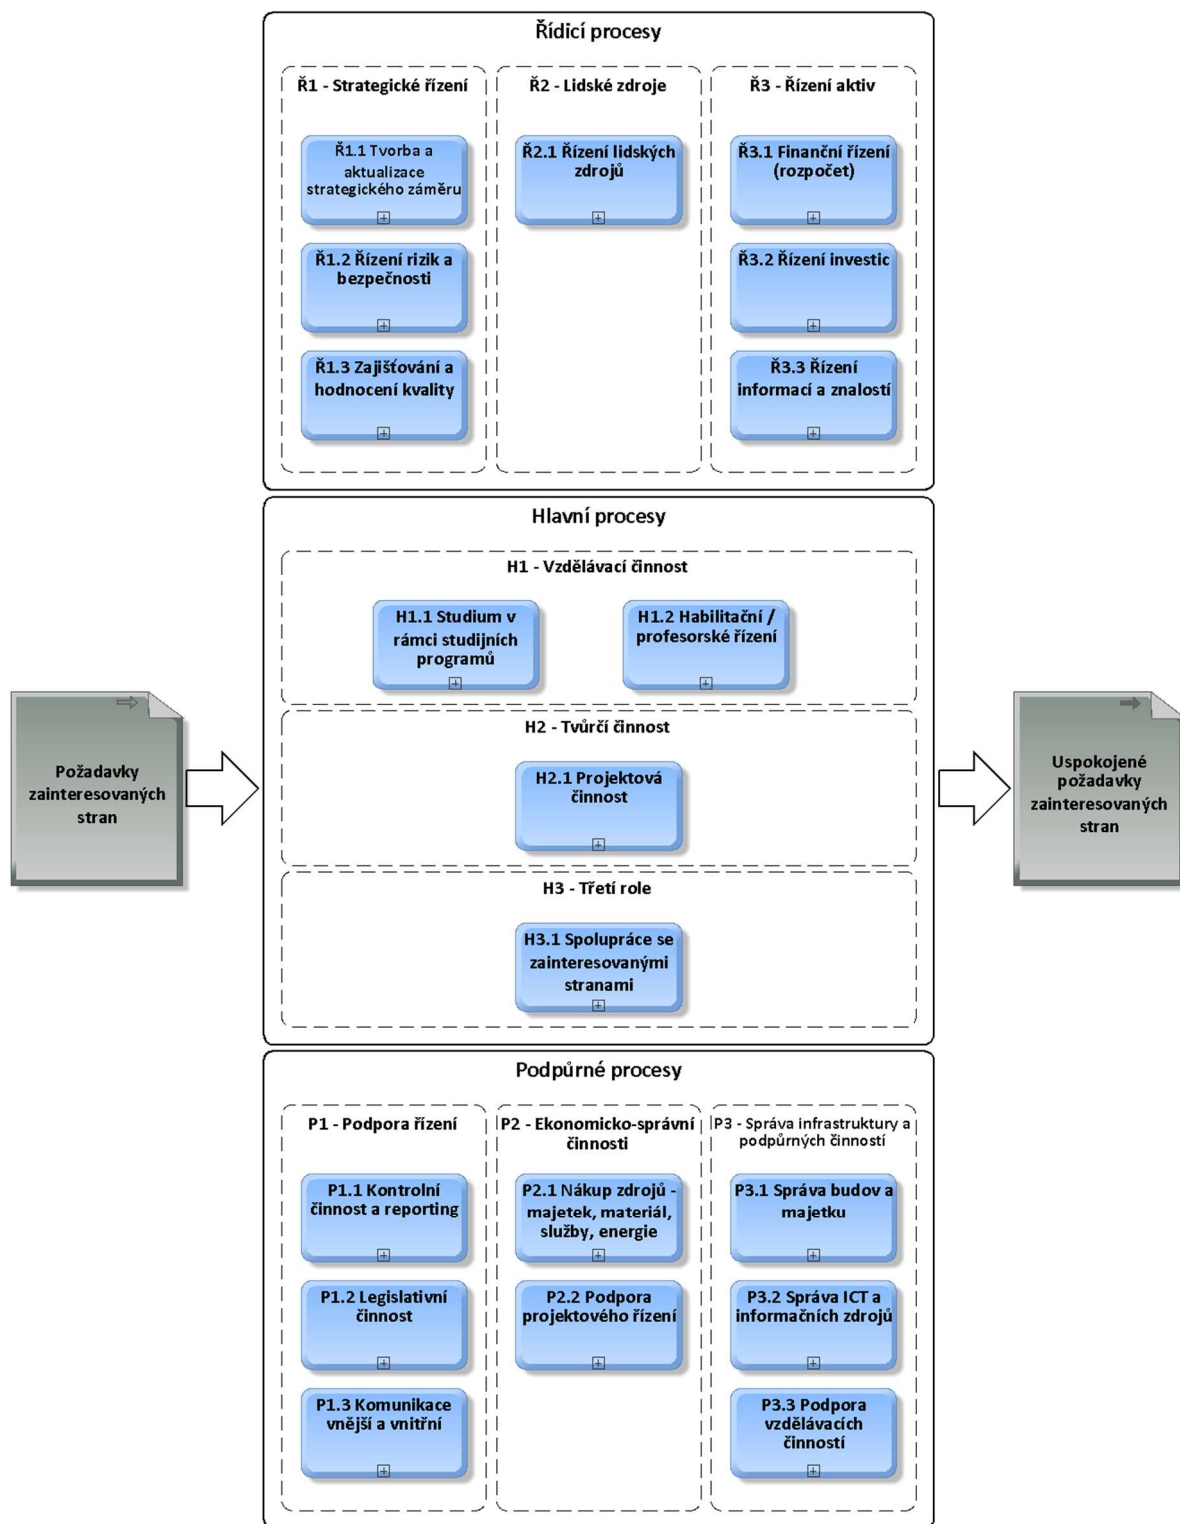 Řídicí procesy
Ř1 - Strategické řízení
Ř1.1 Tvorba a
aktualizace
strategického záměru
Ř1.2 Řízení rizik a
bezpečnosti
Ř1.3 Zajišťování a
hodnocení kvality
Ř2 - Lidské zdroje
Ř2.1 Řízení lidských
zdrojů
Ř3 - Řízení aktiv
Ř3.1 Finanční řízení
(rozpočet)
Ř3.2 Řízení investic
Ř3.3 Řízení
informací a znalostí
Požadavky
zainteresovaných
stran
Hlavní procesy
H1 - Vzdělávací činnost
H1.1 Studium v
rámci studijních
programů
H1.2 Habilitační /
profesorské řízení
H2 - Tvůrčí činnost
H2.1 Projektová
činnost
H3 - Třetí role
H3.1 Spolupráce se
zainteresovanými
stranami
Uspokojené
požadavky
zainteresovaných
stran
Podpůrné procesy
P1 - Podpora řízení
P1.1 Kontrolní
činnost a reporting
P1.2 Legislativní
činnost
P1.3 Komunikace
vnější a vnitřní
P2 - Ekonomicko-správní
činnosti
P2.1 Nákup zdrojů -
majetek, materiál,
služby, energie
P2.2 Podpora
projektového řízení
P3 - Správa infrastruktury a
podpůrných činností
P3.1 Správa budov a
majetku
P3.2 Správa ICT a
informačních zdrojů
P3.3 Podpora
vzdělávacích
činností